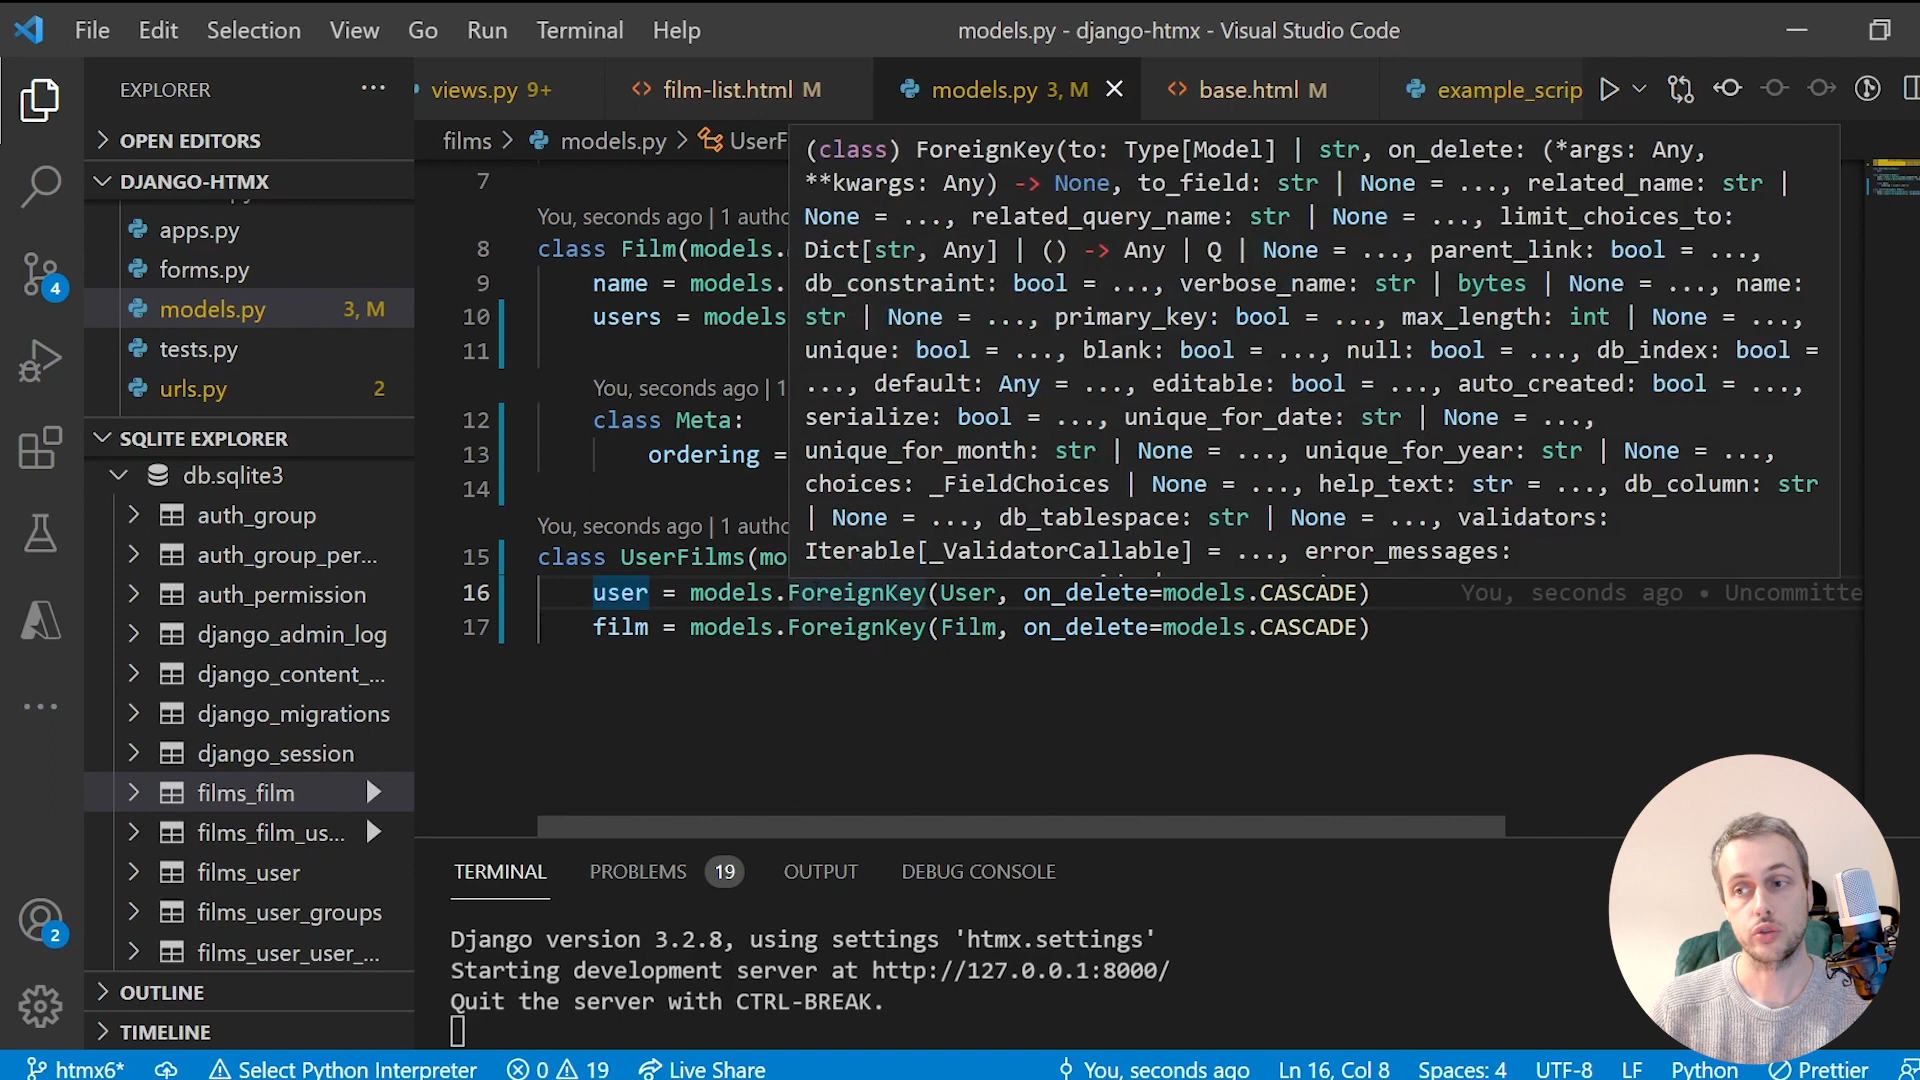 File Edit Selection View Go Run Terminal Help models.py - django-htmx - Visual Studio Code
EXPLORER ···
views.py 9+ film-list.html M models.py 3, M base.html M example_scrip
OPEN EDITORS
DJANGO-HTMX
apps.py
forms.py
models.py 3, M
tests.py
urls.py 2
4
SQLITE EXPLORER
db.sqlite3
auth_group
auth_group_per...
auth_permission
django_admin_log
django_content_...
django_migrations
django_session
films_film
films_film_us...
films_user
films_user_groups
films_user_user_...
2
OUTLINE
TIMELINE
films > models.py > UserF
7
You, seconds ago | 1 autho
8 class Film(models.
9 name = models.
10 users = models
11
You, seconds ago | 1
12 class Meta:
13 ordering =
14
You, seconds ago | 1 autho
15 class UserFilms(mo
16 user = models.ForeignKey(User, on_delete=models.CASCADE) You, seconds ago • Uncommitte
17 film = models.ForeignKey(Film, on_delete=models.CASCADE)
(class) ForeignKey(to: Type[Model] | str, on_delete: (*args: Any,
**kwargs: Any) -> None, to_field: str | None = ..., related_name: str |
None = ..., related_query_name: str | None = ..., limit_choices_to:
Dict[str, Any] | () -> Any | Q | None = ..., parent_link: bool = ...,
db_constraint: bool = ..., verbose_name: str | bytes | None = ..., name:
str | None = ..., primary_key: bool = ..., max_length: int | None = ...,
unique: bool = ..., blank: bool = ..., null: bool = ..., db_index: bool =
..., default: Any = ..., editable: bool = ..., auto_created: bool = ...,
serialize: bool = ..., unique_for_date: str | None = ...,
unique_for_month: str | None = ..., unique_for_year: str | None = ...,
choices: _FieldChoices | None = ..., help_text: str = ..., db_column: str
| None = ..., db_tablespace: str | None = ..., validators:
Iterable[_ValidatorCallable] = ..., error_messages:
TERMINAL PROBLEMS 19 OUTPUT DEBUG CONSOLE
Django version 3.2.8, using settings 'htmx.settings'
Starting development server at http://127.0.0.1:8000/
Quit the server with CTRL-BREAK.
htmx6* Select Python Interpreter 0 19 Live Share You, seconds ago Ln 16, Col 8 Spaces: 4 UTF-8 LF Python Prettier